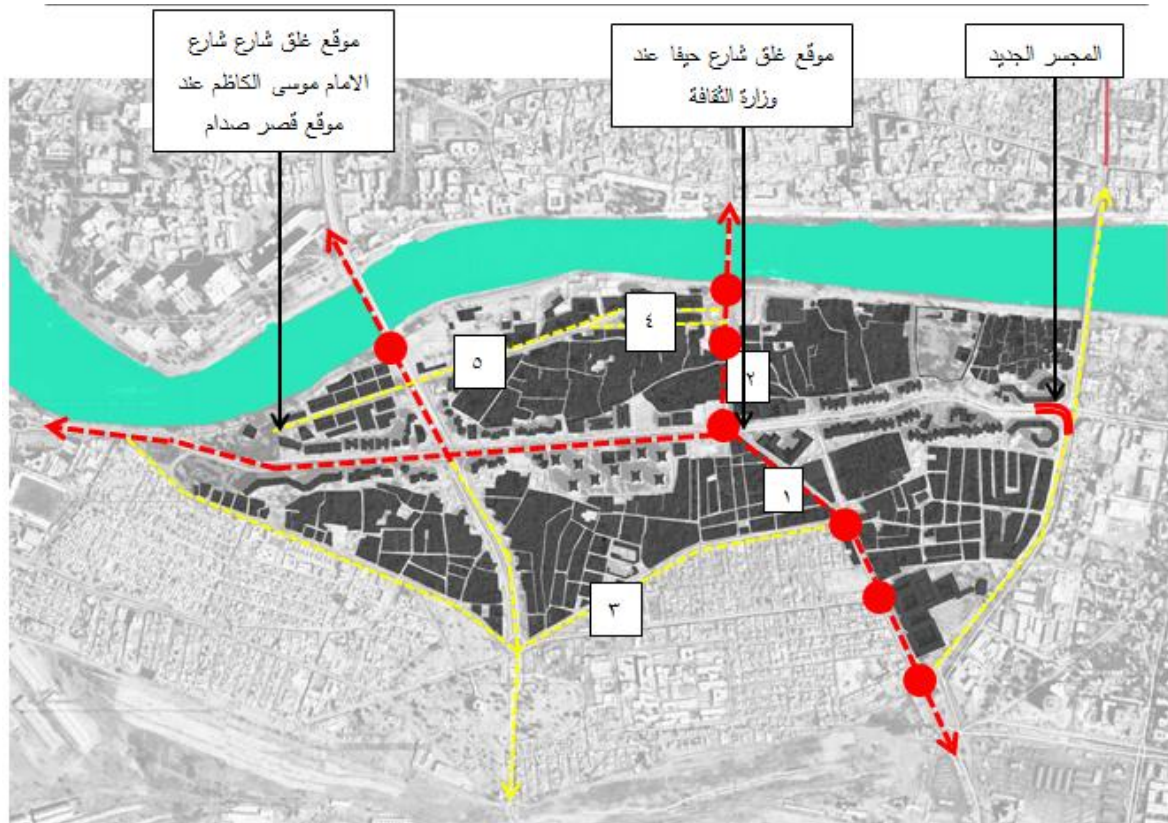 موقع غلق شارع شارع
الامام موسى الكاظم عند
موقع قصر صدام
موقع غلق شارع حيفا عند
وزارة الثقافة
المجسر الجديد
٤
٥
٢
١
٣